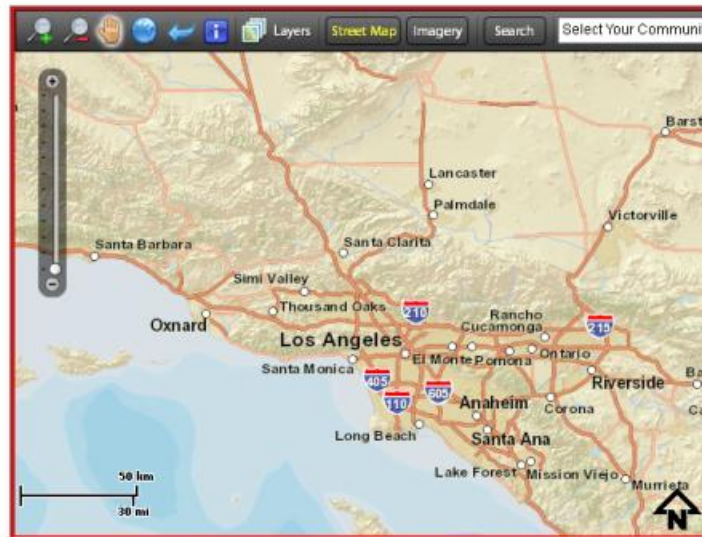 Layers Street Map Imagery Search Select Your Communi
Barst
Lancaster
Palmdale
Victorville
Santa Barbara
Santa Clarita
Simi Valley
Thousand Oaks
210
Rancho
Cucamonga
215
Oxnard
Los Angeles
El Monte
Pomona
Ontario
Santa Monica
405
605
Riverside
Ba
Ca
110
Anaheim
Corona
Long Beach
Santa Ana
Lake Forest
Mission Viejo
Murrieta
50 km
30 mi
N